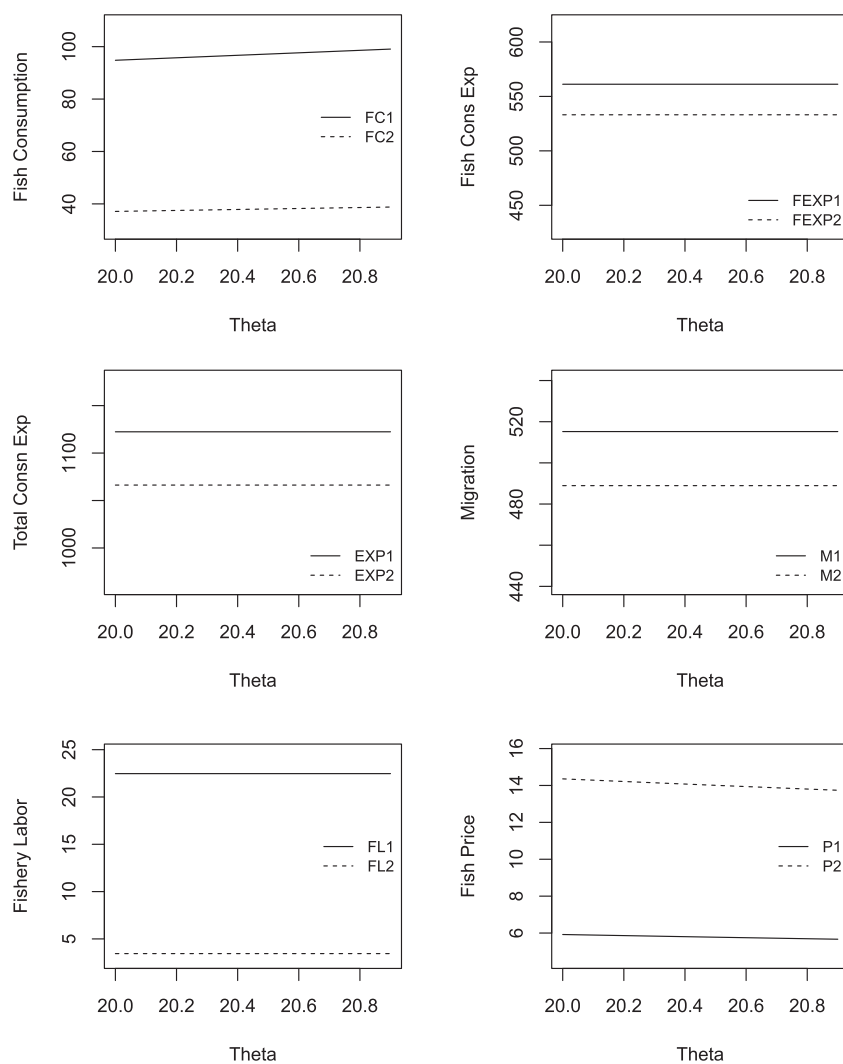 Fish Consumption
100
80
60
40
FC1
FC2
20.0 20.2 20.4 20.6 20.8
Theta
Fish Cons Exp
600
550
500
450
FEXP1
FEXP2
20.0 20.2 20.4 20.6 20.8
Theta
Total Consn Exp
1100
1000
EXP1
EXP2
20.0 20.2 20.4 20.6 20.8
Theta
Migration
520
480
440
M1
M2
20.0 20.2 20.4 20.6 20.8
Theta
Fishery Labor
25
20
15
10
5
FL1
FL2
20.0 20.2 20.4 20.6 20.8
Theta
Fish Price
16
14
12
10
8
6
P1
P2
20.0 20.2 20.4 20.6 20.8
Theta